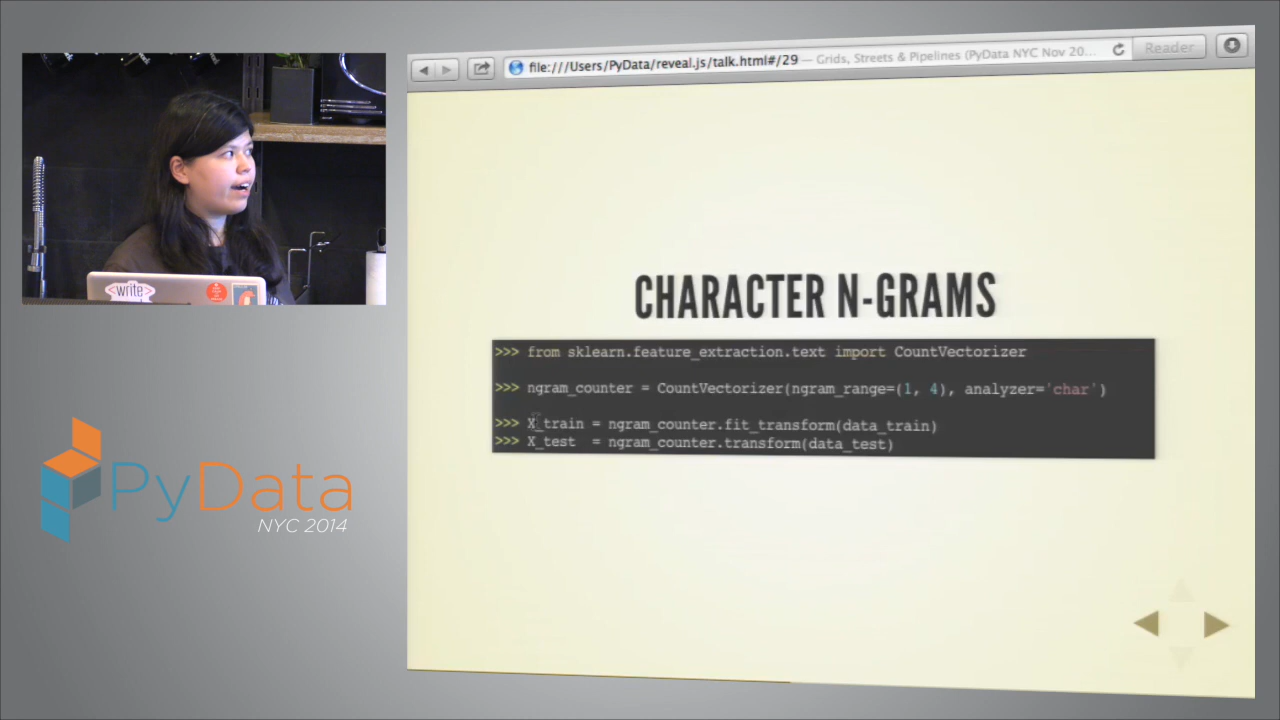 file:///Users/PyData/reveal.js/talk.html#/29 — Grids, Streets & Pipelines (PyData NYC Nov 20...
Reader
write
CHARACTER N-GRAMS
>>> from sklearn.feature_extraction.text import CountVectorizer
>>> ngram_counter = CountVectorizer(ngram_range=(1, 4), analyzer='char')
>>> X_train = ngram_counter.fit_transform(data_train)
>>> X_test  = ngram_counter.transform(data_test)
PyData
NYC 2014